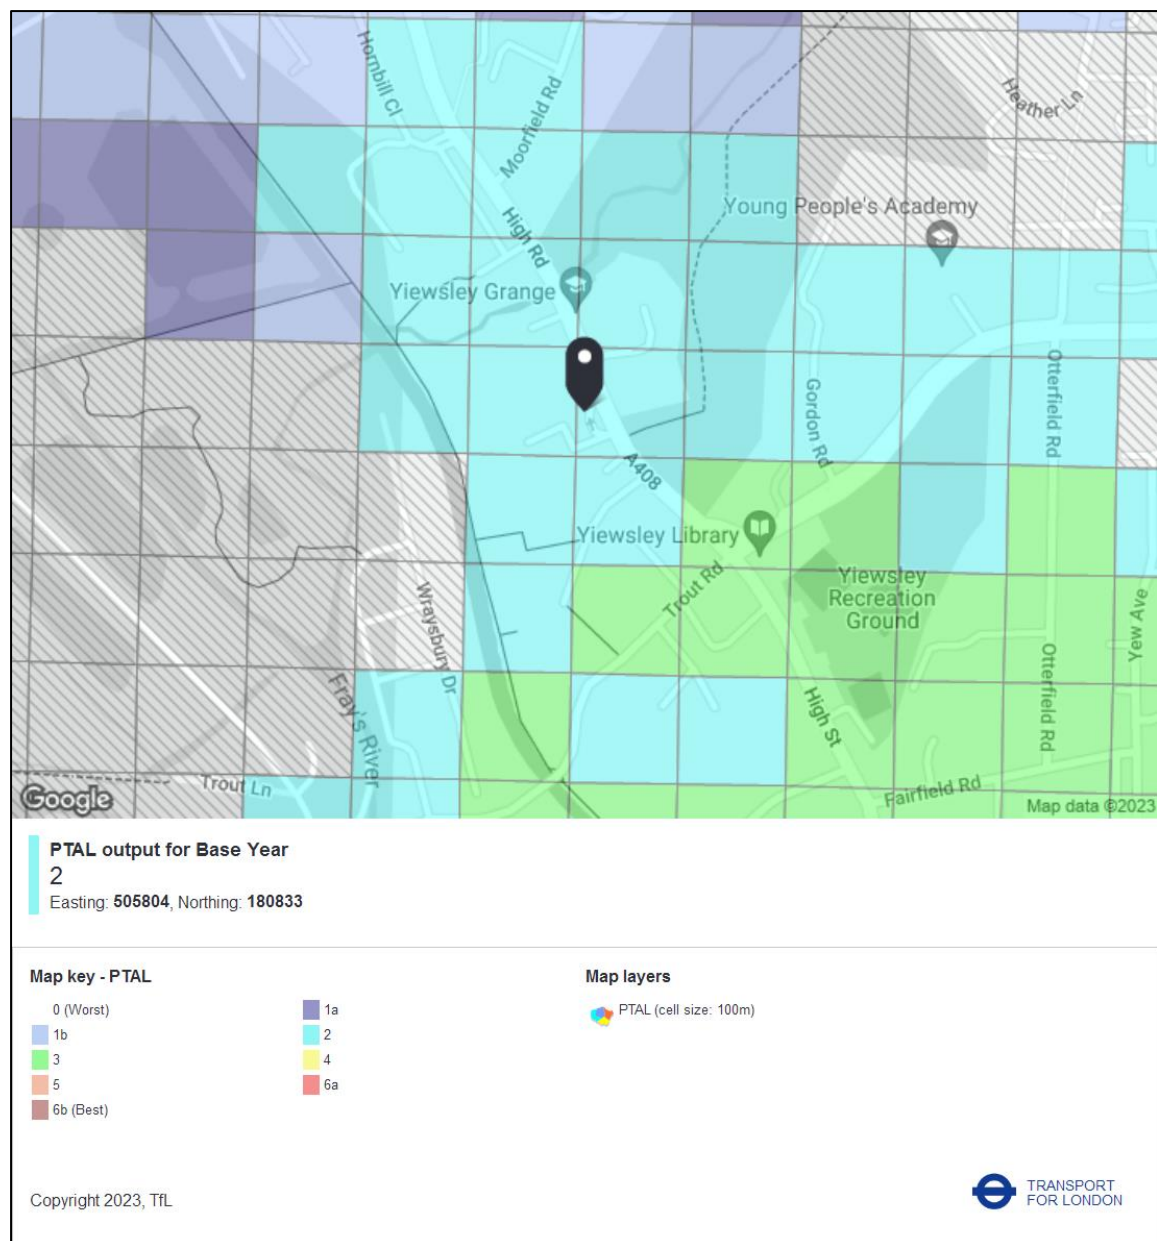 Hornbill Cl
Moorfield Rd
Heather Ln
Young People's Academy
High Rd
Yiewsley Grange
Gordon Rd
Otterfield Rd
A408
Yiewsley Library
Trout Rd
Yiewsley
Recreation
Ground
Wraysbury Dr
Yew Ave
Otterfield Rd
Fray's River
High St
Trout Ln
Fairfield Rd
Google
Map data ©2023
PTAL output for Base Year
2
Easting: 505804, Northing: 180833
Map key - PTAL
0 (Worst)
1a
1b
2
3
4
5
6a
6b (Best)
Map layers
PTAL (cell size: 100m)
Copyright 2023, TfL
TRANSPORT
FOR LONDON